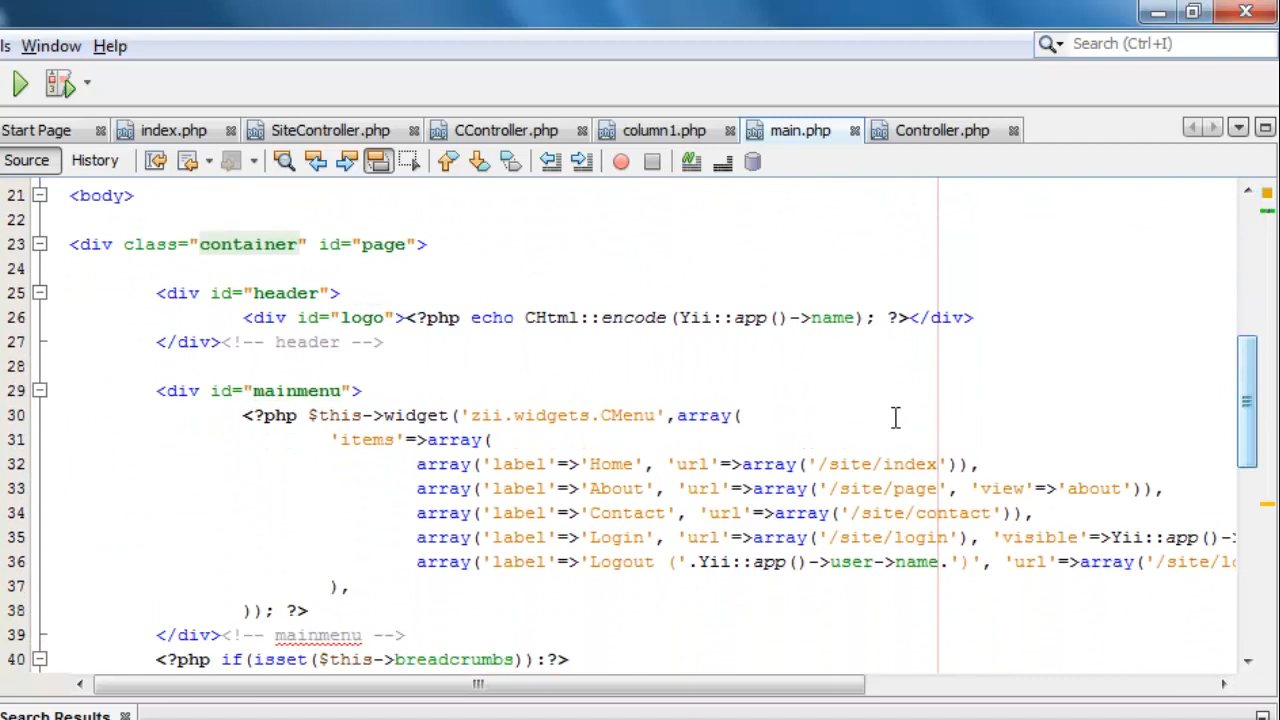 ls Window Help
Search (Ctrl+I)
Start Page index.php SiteController.php CController.php column1.php main.php Controller.php
Source History
21 <body>
22
23 <div class="container" id="page">
24
25 <div id="header">
26 <div id="logo"><?php echo CHtml::encode(Yii::app()->name); ?></div>
27 </div><!-- header -->
28
29 <div id="mainmenu">
30 <?php $this->widget('zii.widgets.CMenu',array(
31 'items'=>array(
32 array('label'=>'Home', 'url'=>array('/site/index')),
33 array('label'=>'About', 'url'=>array('/site/page', 'view'=>'about')),
34 array('label'=>'Contact', 'url'=>array('/site/contact')),
35 array('label'=>'Login', 'url'=>array('/site/login'), 'visible'=>Yii::app()-
36 array('label'=>'Logout ('.Yii::app()->user->name.')', 'url'=>array('/site/lo
37 ),
38 )); ?>
39 </div><!-- mainmenu -->
40 <?php if(isset($this->breadcrumbs)):?>
Search Results